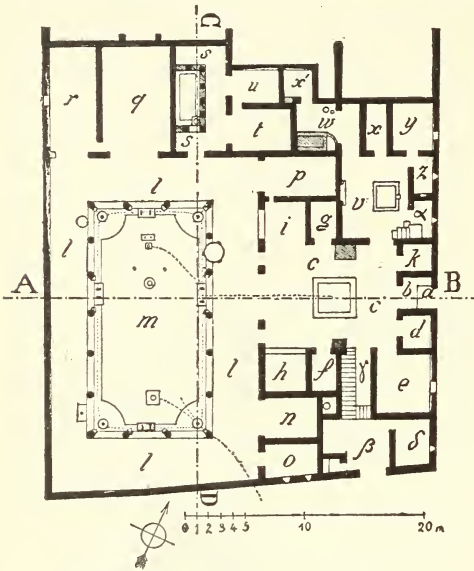 C
s
r q u x'
w x y
s t
l p z
v
l i g α
c k
A m c b a B
d
l h f γ e
n
β δ
l o
D
0 1 2 3 4 5 10 20 m